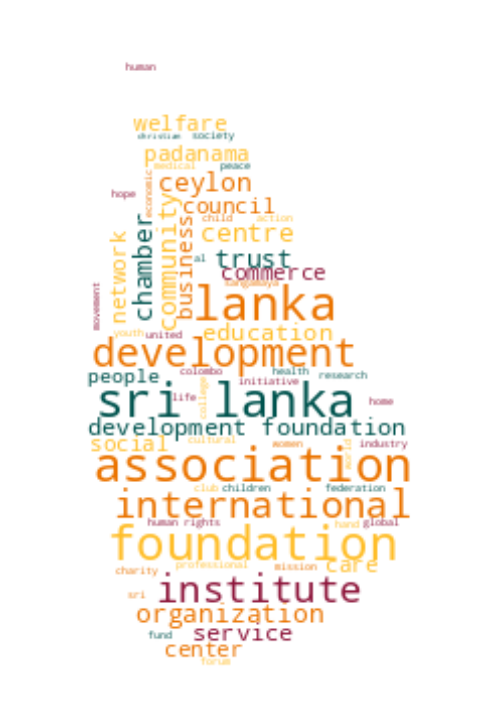 human
welfare
christian society
padanama
medical peace
economic
ceylon
hope
community
council
chamber
business
child action
network
centre
al trust
commerce
sangamaya
movement
lanka
youth united education
development
people colombo health research
initiative
college
sri lanka
life home
development foundation
social cultural women industry
world
association
club children federation
international
human rights hand global
foundation
professional
charity mission care
institute
sri
organization
fund service
center
forum